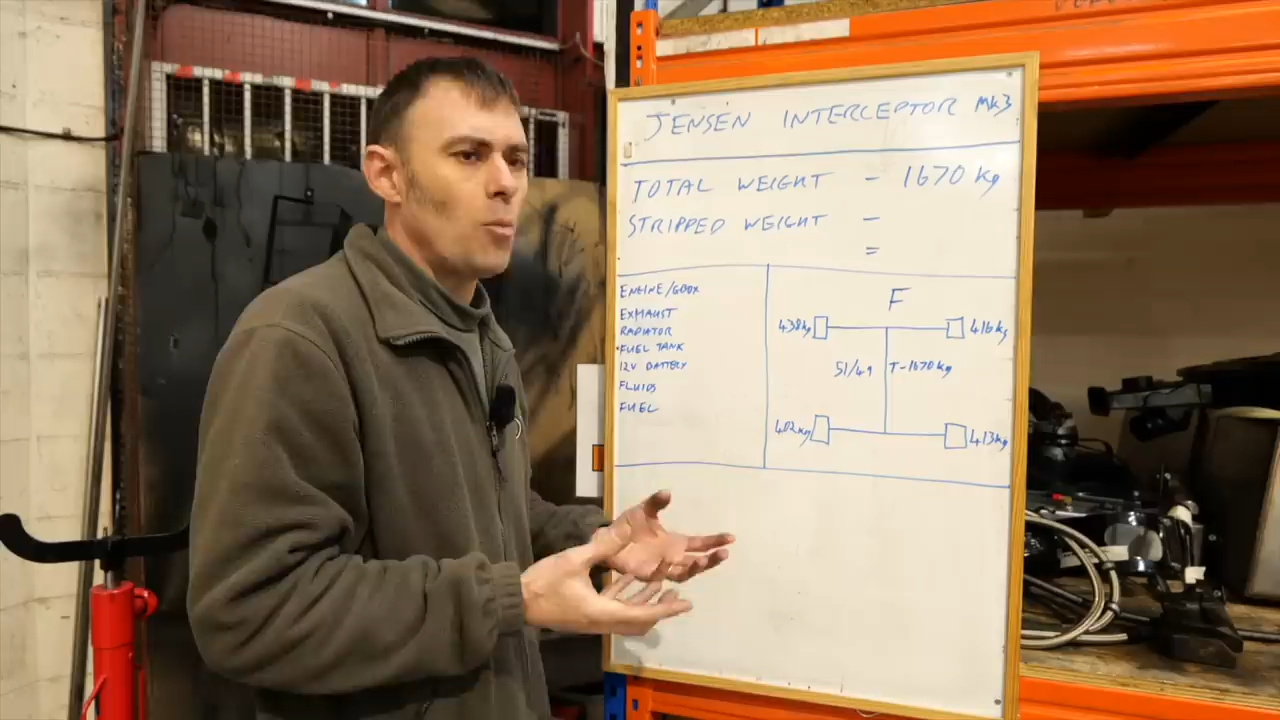 JENSEN INTERCEPTOR MK3
TOTAL WEIGHT - 1670 kg
STRIPPED WEIGHT -
=
ENGINE/GBOX
EXHAUST
RADIATOR
FUEL TANK
12V BATTERY
FLUIDS
FUEL
F
438kg
416kg
51/49
T-1670kg
402kg
413kg